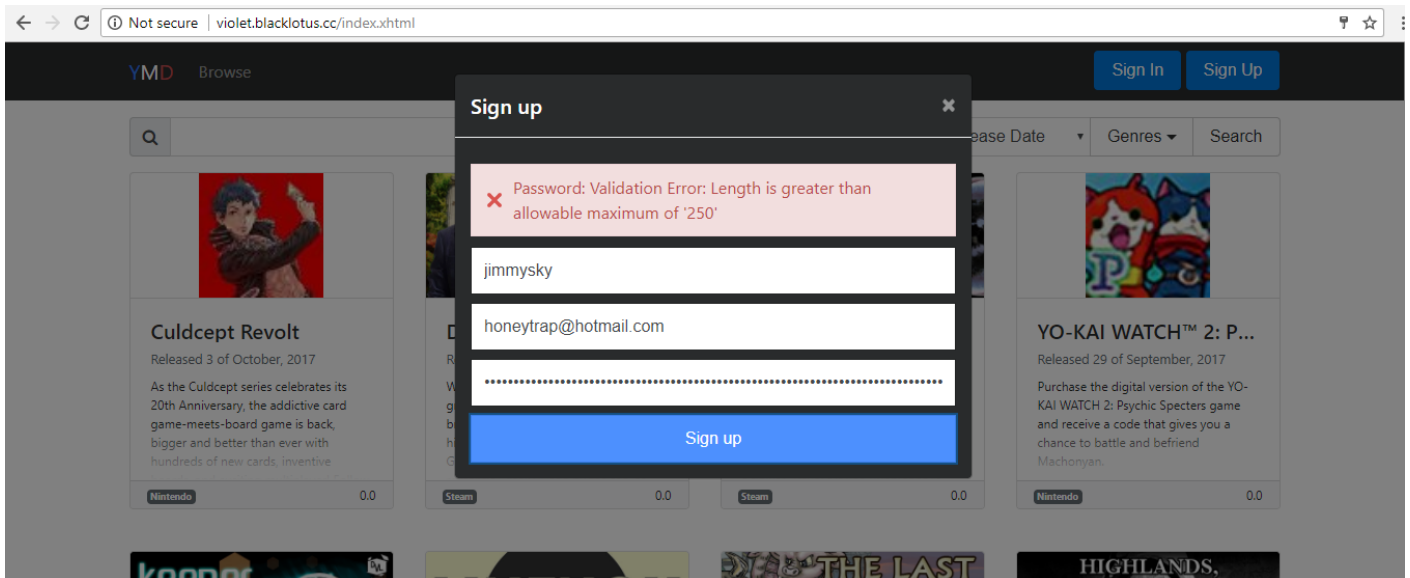 Not secure | violet.blacklotus.cc/index.xhtml
YMD Browse Sign In Sign Up
Sign up
ease Date Genres Search
Password: Validation Error: Length is greater than
allowable maximum of '250'
jimmysky
honeytrap@hotmail.com
Sign up
Culdcept Revolt
Released 3 of October, 2017
As the Culdcept series celebrates its
20th Anniversary, the addictive card
game-meets-board game is back,
bigger and better than ever with
hundreds of new cards, inventive
Nintendo 0.0
Steam 0.0
Steam 0.0
YO-KAI WATCH™ 2: P...
Released 29 of September, 2017
Purchase the digital version of the YO-
KAI WATCH 2: Psychic Specters game
and receive a code that gives you a
chance to battle and befriend
Machonyan.
Nintendo 0.0
THE LAST
HIGHLANDS,